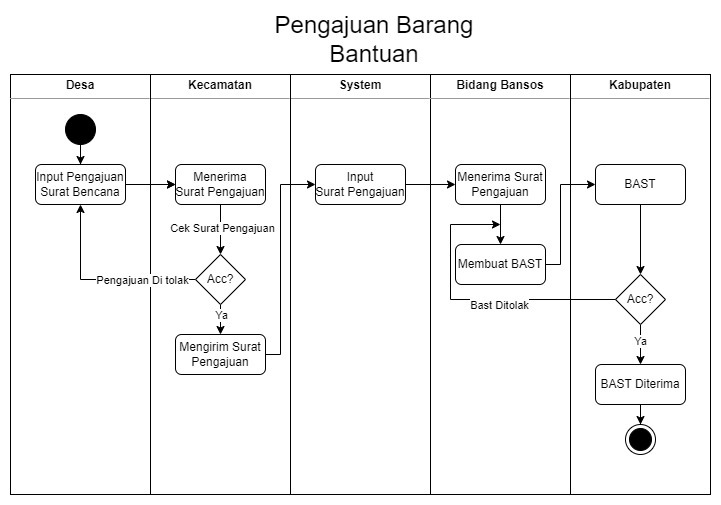 Pengajuan Barang
Bantuan
Desa
Kecamatan
System
Bidang Bansos
Kabupaten
Input Pengajuan
Surat Bencana
Menerima
Surat Pengajuan
Input
Surat Pengajuan
Menerima Surat
Pengajuan
BAST
Cek Surat Pengajuan
Membuat BAST
Pengajuan Di tolak
Acc?
Acc?
Bast Ditolak
Ya
Ya
Mengirim Surat
Pengajuan
BAST Diterima